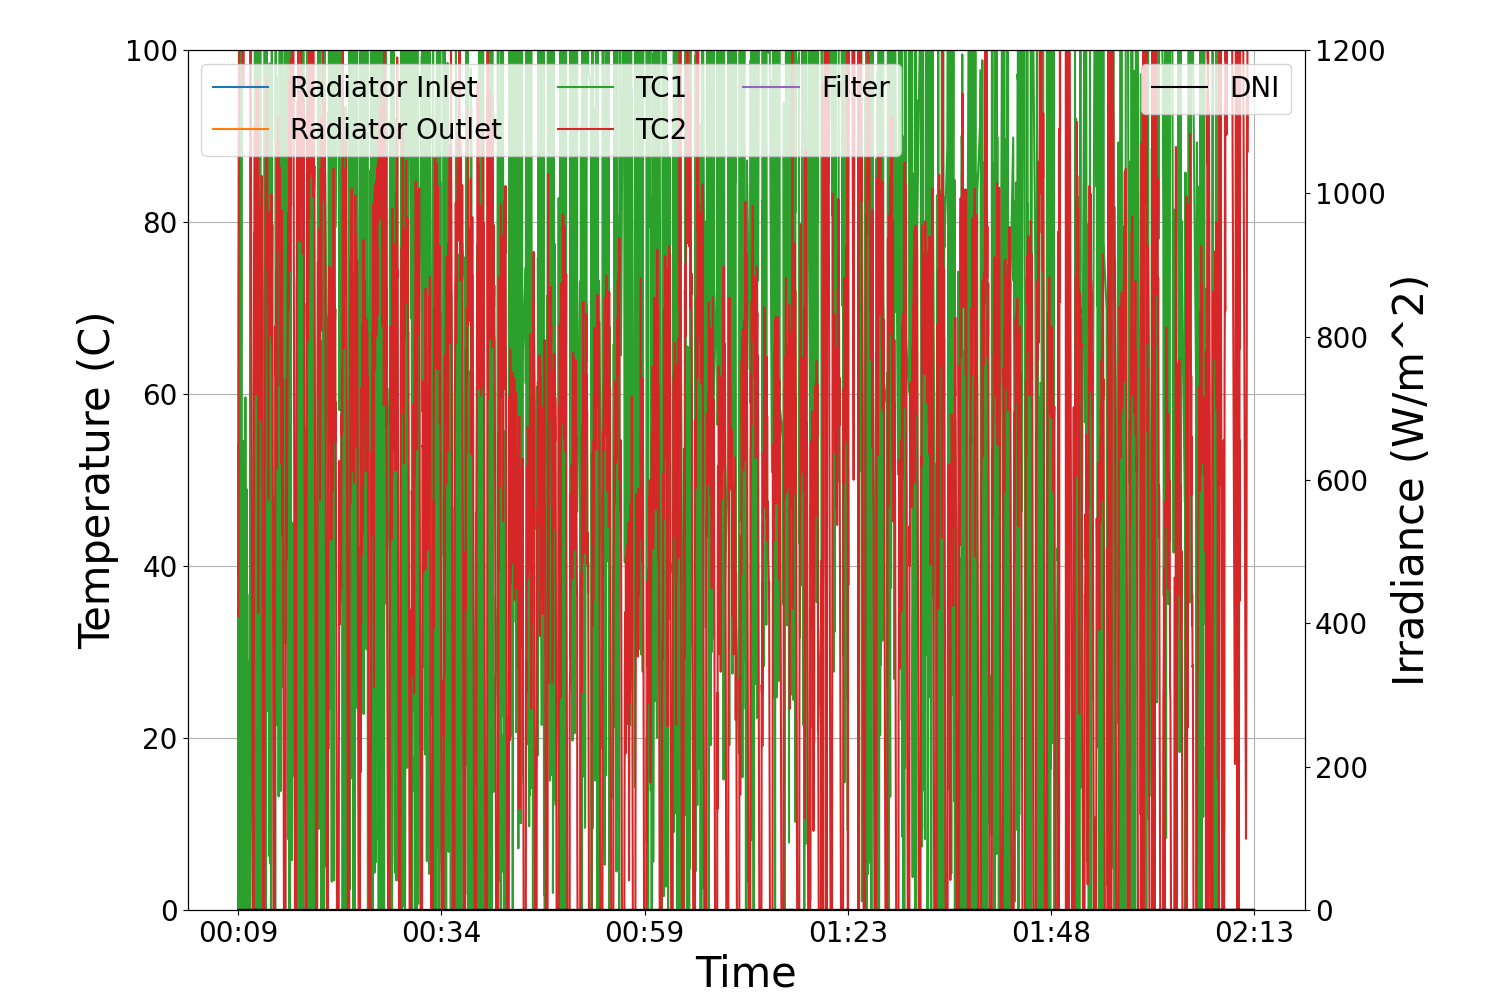 100
80
60
40
20
0
Temperature (C)
Radiator Inlet
Radiator Outlet
TC1
TC2
Filter
DNI
1200
1000
800
600
400
200
0
Irradiance (W/m^2)
00:09 00:34 00:59 01:23 01:48 02:13
Time